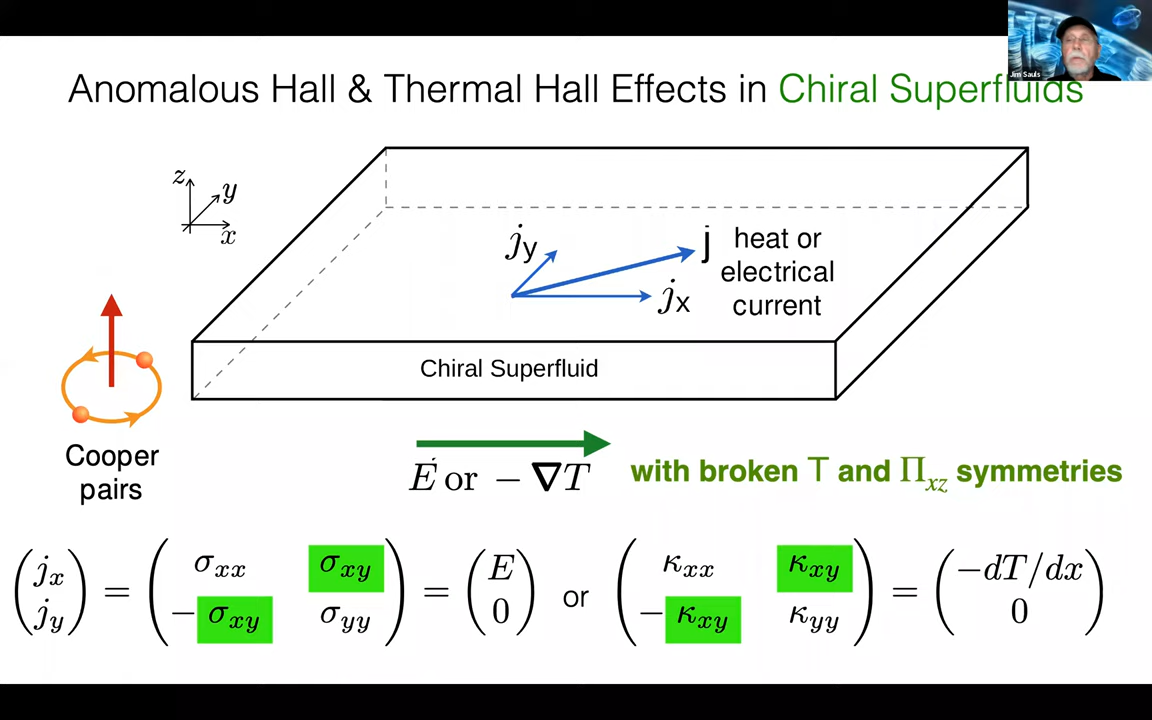 Jim Sauls
Anomalous Hall & Thermal Hall Effects in Chiral Superfluids
z
y
x
j_y
j
j_x
heat or
electrical
current
Chiral Superfluid
Cooper
pairs
E or − ∇T
with broken T and Π_xz symmetries
(j_x j_y) = (σ_xx σ_xy −σ_xy σ_yy) = (E 0) or (κ_xx κ_xy −κ_xy κ_yy) = (−dT/dx 0)